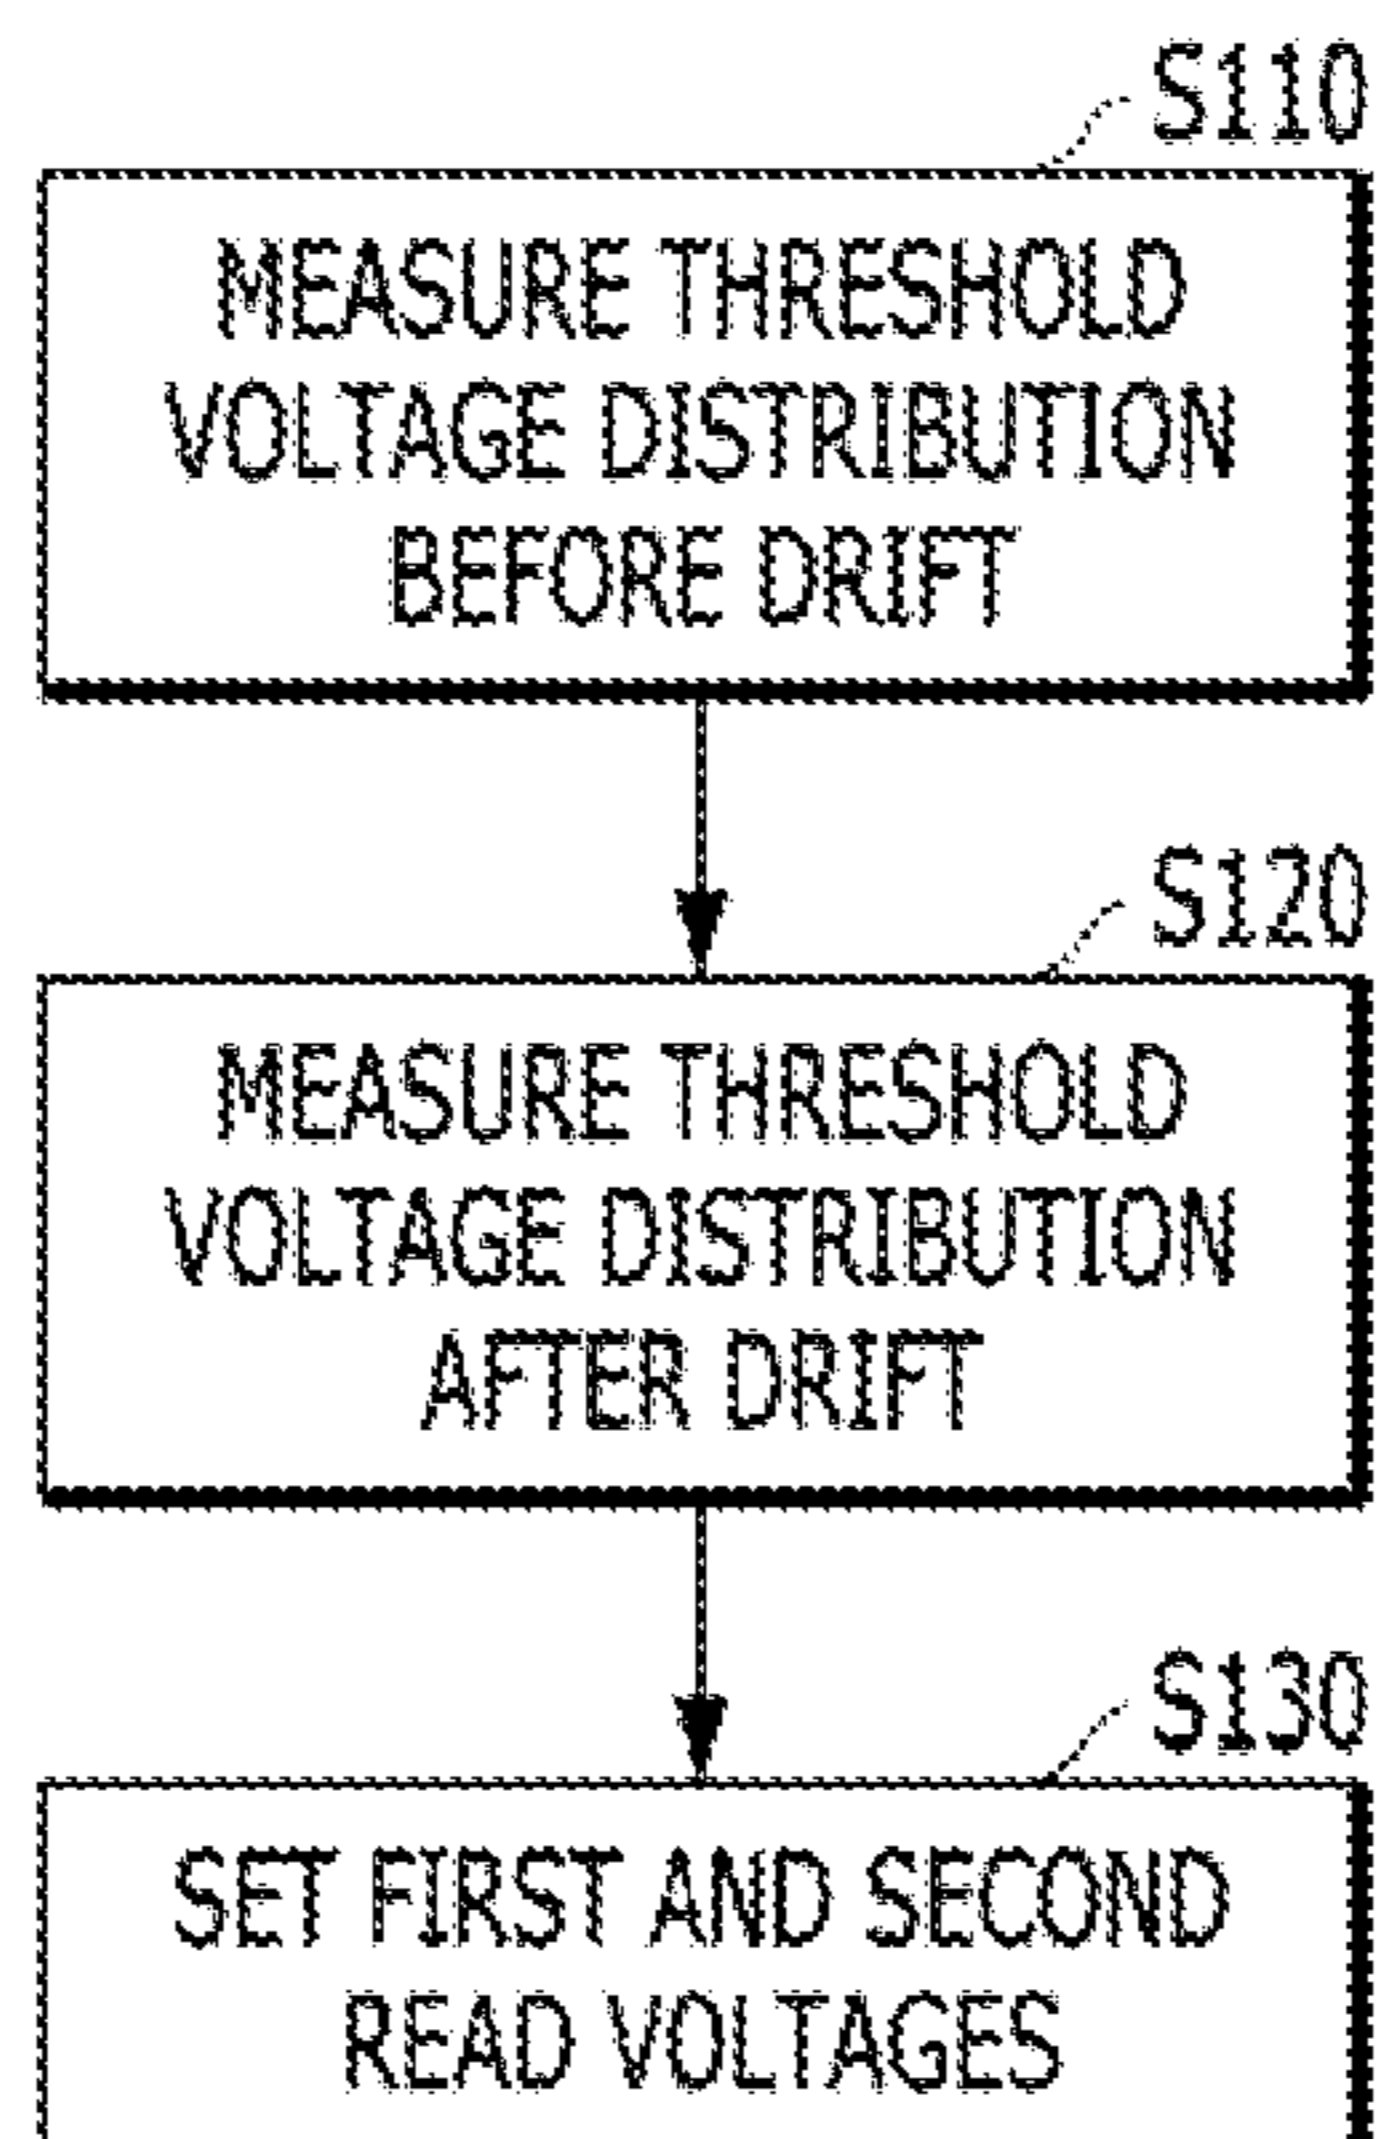 S110
MEASURE THRESHOLD
VOLTAGE DISTRIBUTION
BEFORE DRIFT
S120
MEASURE THRESHOLD
VOLTAGE DISTRIBUTION
AFTER DRIFT
S130
SET FIRST AND SECOND
READ VOLTAGES